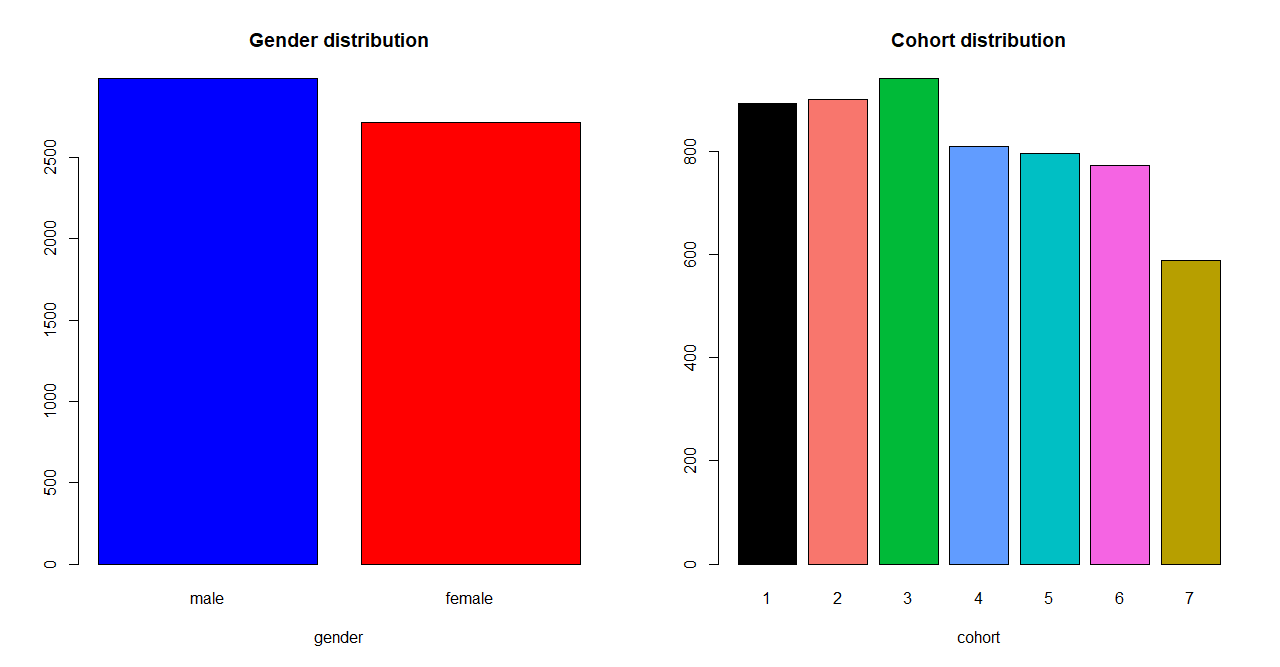 Gender distribution
2500
2000
1500
1000
500
0
male female
gender
Cohort distribution
800
600
400
200
0
1 2 3 4 5 6 7
cohort